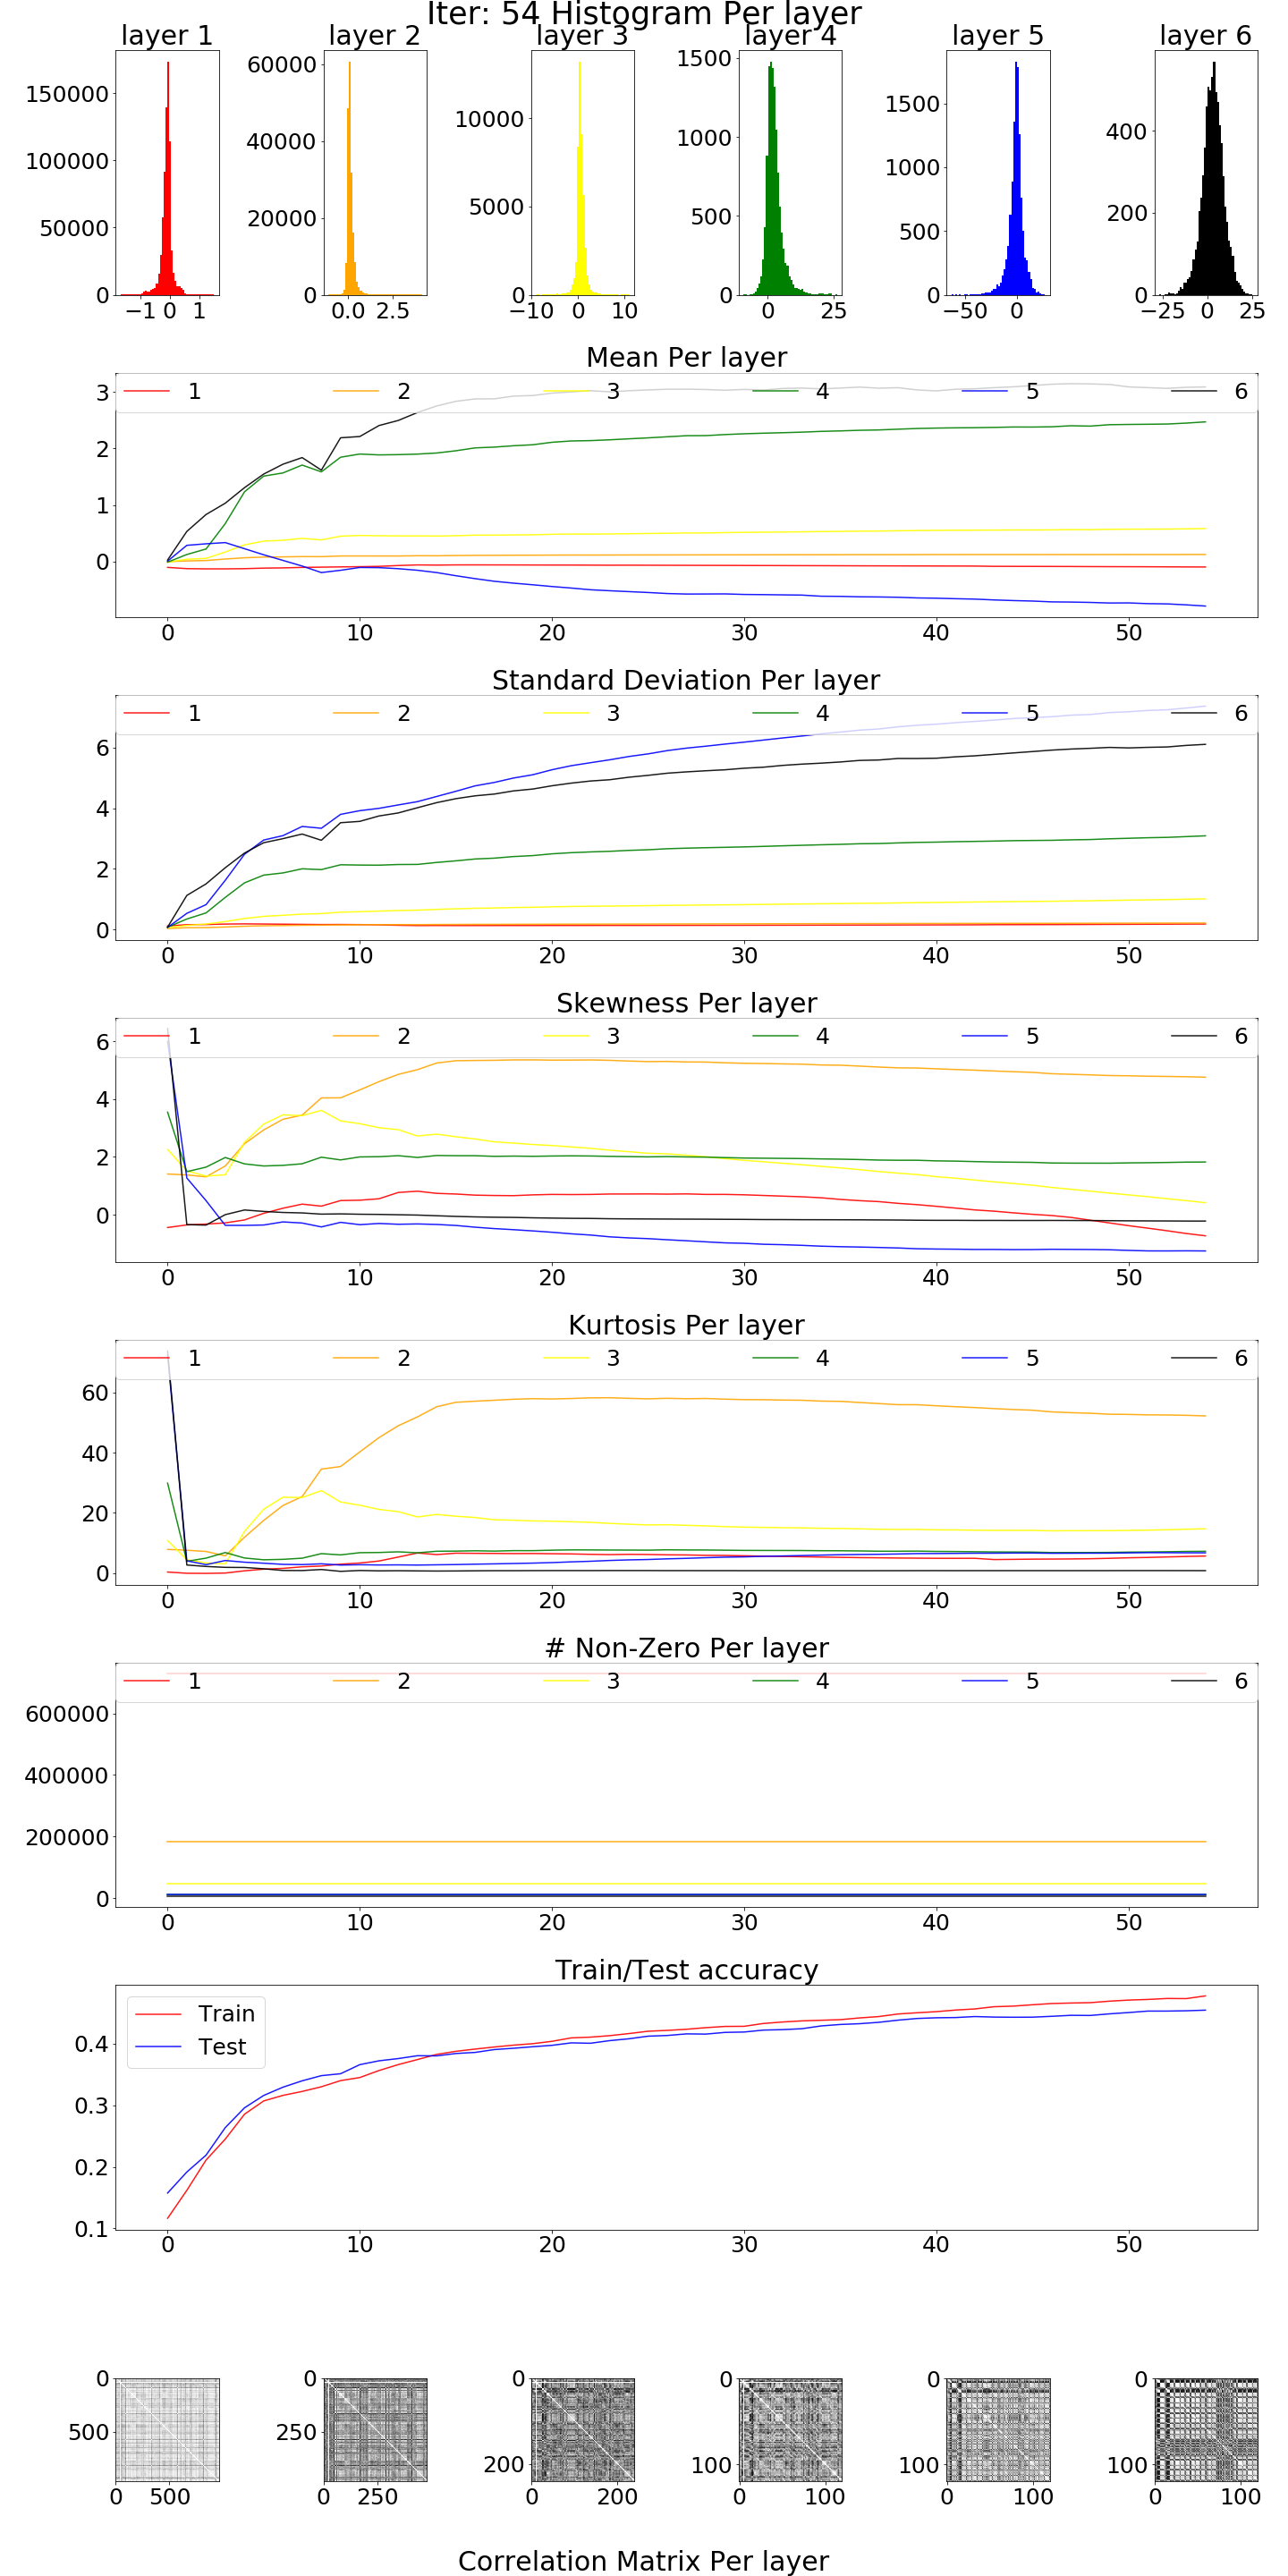 Iter: 54 Histogram Per layer
layer 1 layer 2 layer 3 layer 4 layer 5 layer 6
150000
100000
50000
0
−1 0 1
60000
40000
20000
0
0.0 2.5
10000
5000
0
−10 0 10
1500
1000
500
0
0 25
1500
1000
500
0
−50 0
400
200
0
−25 0 25
Mean Per layer
1 2 3 4 5 6
3
2
1
0
0 10 20 30 40 50
Standard Deviation Per layer
1 2 3 4 5 6
6
4
2
0
0 10 20 30 40 50
Skewness Per layer
1 2 3 4 5 6
6
4
2
0
0 10 20 30 40 50
Kurtosis Per layer
1 2 3 4 5 6
60
40
20
0
0 10 20 30 40 50
# Non-Zero Per layer
1 2 3 4 5 6
600000
400000
200000
0
0 10 20 30 40 50
Train/Test accuracy
Train
Test
0.4
0.3
0.2
0.1
0 10 20 30 40 50
0
500
0 500
0
250
0 250
0
200
0 200
0
100
0 100
0
100
0 100
0
100
0 100
Correlation Matrix Per layer